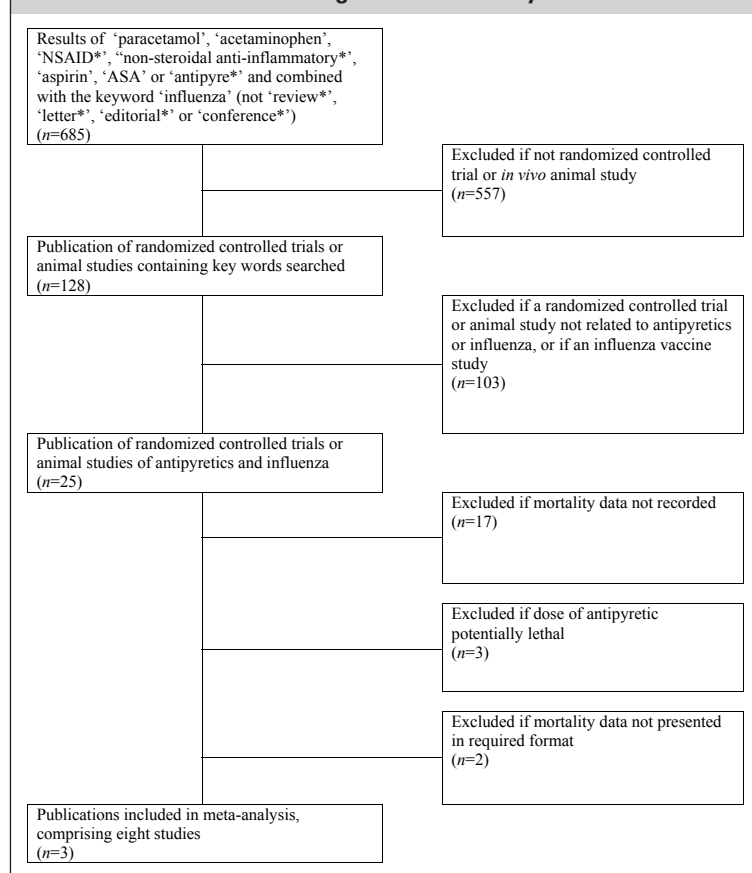 Results of ‘paracetamol’, ‘acetaminophen’,
‘NSAID*’, “non-steroidal anti-inflammatory*’,
‘aspirin’, ‘ASA’ or ‘antipyre*’ and combined
with the keyword ‘influenza’ (not ‘review*’,
‘letter*’, ‘editorial*’ or ‘conference*’)
(n=685)
Excluded if not randomized controlled
trial or in vivo animal study
(n=557)
Publication of randomized controlled trials or
animal studies containing key words searched
(n=128)
Excluded if a randomized controlled trial
or animal study not related to antipyretics
or influenza, or if an influenza vaccine
study
(n=103)
Publication of randomized controlled trials or
animal studies of antipyretics and influenza
(n=25)
Excluded if mortality data not recorded
(n=17)
Excluded if dose of antipyretic
potentially lethal
(n=3)
Excluded if mortality data not presented
in required format
(n=2)
Publications included in meta-analysis,
comprising eight studies
(n=3)